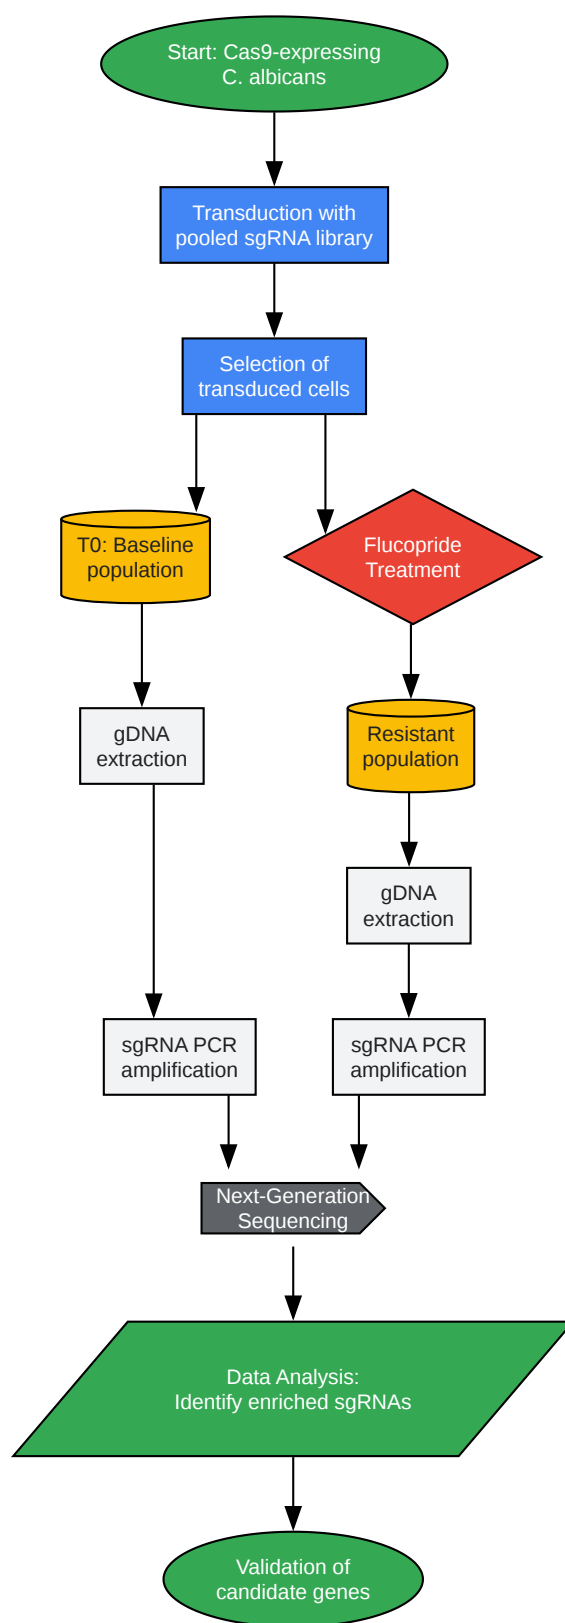 Start: Cas9-expressing
C. albicans
Transduction with
pooled sgRNA library
Selection of
transduced cells
T0: Baseline
population
Flucopride
Treatment
gDNA
extraction
Resistant
population
gDNA
extraction
sgRNA PCR
amplification
sgRNA PCR
amplification
Next-Generation
Sequencing
Data Analysis:
Identify enriched sgRNAs
Validation of
candidate genes